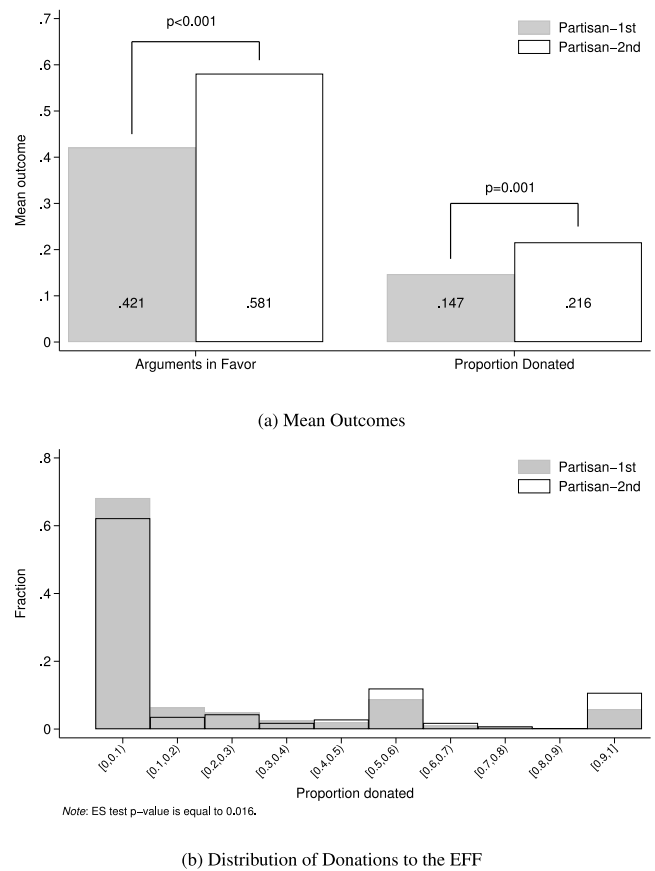 .7
.6
.5
.4
.3
.2
.1
0
Mean outcome
p<0.001
p=0.001
Partisan−1st
Partisan−2nd
.421
.581
.147
.216
Arguments in Favor
Proportion Donated
(a) Mean Outcomes
.8
.6
.4
.2
0
Fraction
Partisan−1st
Partisan−2nd
[0,0.1)
[0.1,0.2)
[0.2,0.3)
[0.3,0.4)
[0.4,0.5)
[0.5,0.6)
[0.6,0.7)
[0.7,0.8)
[0.8,0.9)
[0.9,1]
Proportion donated
Note: ES test p−value is equal to 0.016.
(b) Distribution of Donations to the EFF